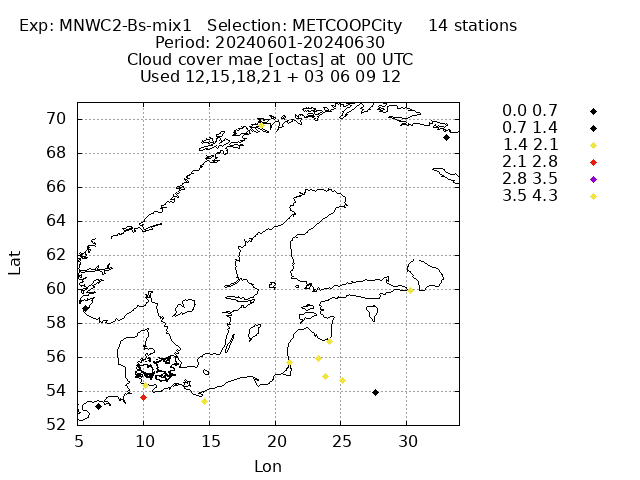 Exp: MNWC2-Bs-mix1   Selection: METCOOPCity     14 stations
Period: 20240601-20240630
Cloud cover mae [octas] at  00 UTC
Used 12,15,18,21 + 03 06 09 12
0.0 0.7
0.7 1.4
1.4 2.1
2.1 2.8
2.8 3.5
3.5 4.3
70
68
66
64
62
60
58
56
54
52
Lat
5 10 15 20 25 30
Lon